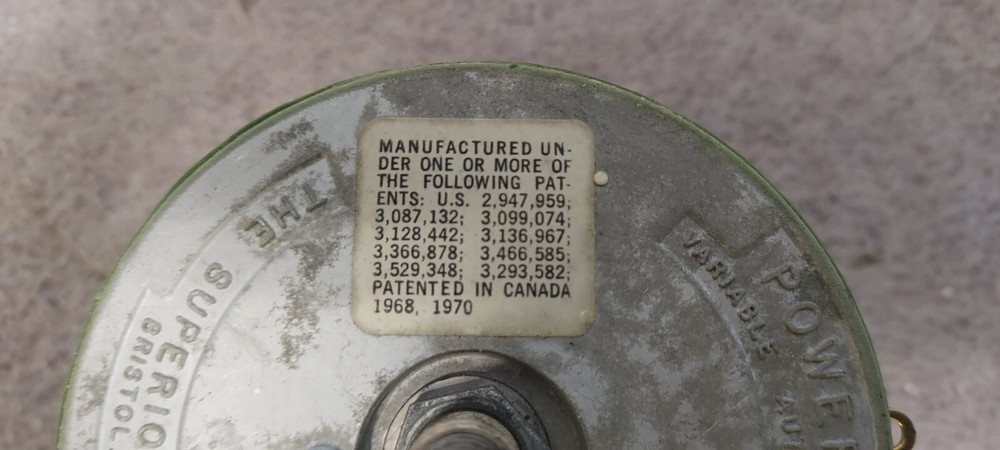 MANUFACTURED UN-
DER ONE OR MORE OF
THE FOLLOWING PAT-
ENTS: U.S. 2,947,959;
3,087,132; 3,099,074;
3,128,442; 3,136,967;
3,366,878; 3,466,585;
3,529,348; 3,293,582;
PATENTED IN CANADA
1968, 1970
THE SUPERIO
BRISTOL
POWE
VARIABLE AU